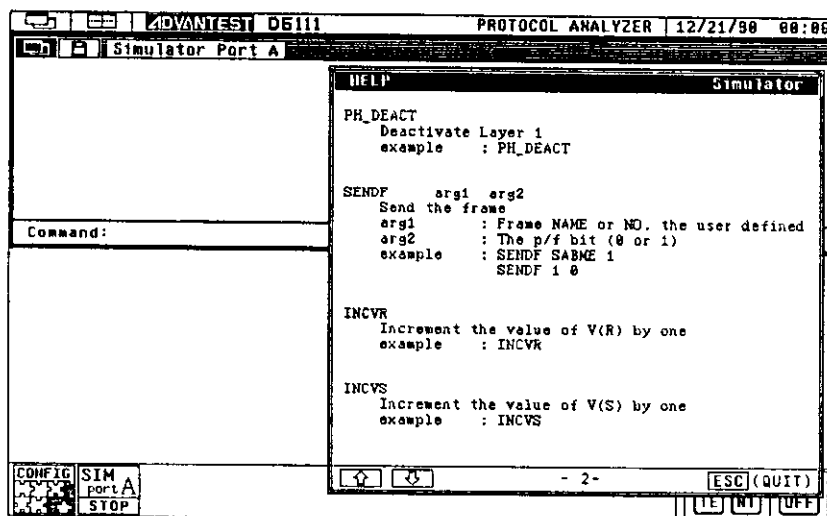 ADVANTEST D5111 PROTOCOL ANALYZER 12/21/90 00:06
Simulator Port A
HELP Simulator
PH_DEACT
Deactivate Layer 1
example : PH_DEACT
SENDF arg1 arg2
Send the frame
arg1 : Frame NAME or NO. the user defined
arg2 : The p/f bit (0 or 1)
example : SENDF SABME 1
SENDF 1 0
Command:
INCVR
Increment the value of V(R) by one
example : INCVR
INCVS
Increment the value of V(S) by one
example : INCVS
CONFIG
SIM
port A
STOP
- 2-
ESC (QUIT)
TE NT OFF